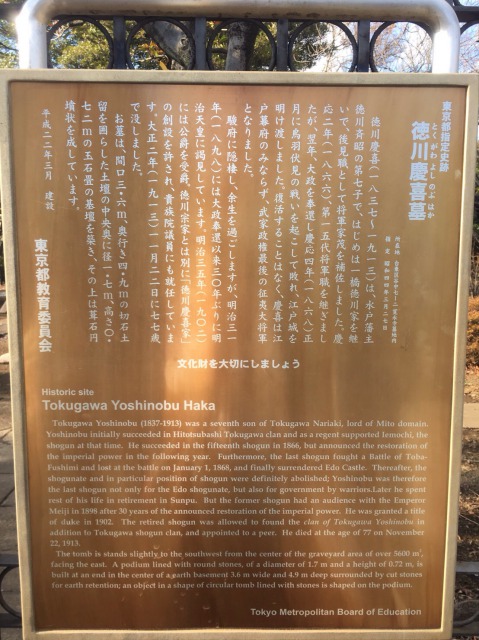 東京都指定史跡
とくがわよしのぶ はか
徳川慶喜墓
指定 昭和四四年三月二七日
徳川慶喜(一八三七~一九一三)は、水戸藩主
徳川斉昭の第七子で、はじめは一橋徳川家を継
いで、後見職として将軍家茂を補佐しました。慶
応二年(一八六六)、第一五代将軍職を継ぎまし
たが、翌年、大政を奉還し慶応四年(一八六八)正
月に鳥羽伏見の戦いを起こして敗れ、江戸城を
明け渡しました。復活することはなく、慶喜は江
戸幕府のみならず、武家政権最後の征夷大将軍
となりました。
駿府に隠棲し、余生を過ごしますが、明治三一
年(一八九八)には大政奉還以来三〇年ぶりに明
治天皇に謁見しています。明治三五年(一九〇二)
には公爵を受爵。徳川宗家とは別に「徳川慶喜家」
の創設を許され、貴族院議員にも就任していま
す。大正二年(一九一三)一一月二二日に七七歳
で没しました。
お墓は、間口三・六m、奥行き四・九mの切石土
留を囲らした土壇の中央奥に径一・七m、高さ〇・
七二mの玉石畳の基壇を築き、その上は葺石円
墳状を成しています。
平成二二年三月 建設
東京都教育委員会
文化財を大切にしましょう
Historic site
Tokugawa Yoshinobu Haka
Tokugawa Yoshinobu (1837-1913) was a seventh son of Tokugawa Nariaki, lord of Mito domain.
Yoshinobu initially succeeded in Hitotsubashi Tokugawa clan and as a regent supported Iemochi, the
shogun at that time. He succeeded in the fifteenth shogun in 1866, but announced the restoration of
the imperial power in the following year. Furthermore, the last shogun fought a Battle of Toba-
Fushimi and lost at the battle on January 1, 1868, and finally surrendered Edo Castle. Thereafter, the
shogunate and in particular position of shogun were definitely abolished; Yoshinobu was therefore
the last shogun not only for the Edo shogunate, but also for government by warriors.Later he spent
rest of his life in retirement in Sunpu. But the former shogun had an audience with the Emperor
Meiji in 1898 after 30 years of the announced restoration of the imperial power. He was granted a title
of duke in 1902. The retired shogun was allowed to found the clan of Tokugawa Yoshinobu in
addition to Tokugawa shogun clan, and appointed to a peer. He died at the age of 77 on November
22, 1913.
The tomb is stands slightly to the southwest from the center of the graveyard area of over 5600 m²,
facing the east. A podium lined with round stones, of a diameter of 1.7 m and a height of 0.72 m, is
built at an end in the center of a earth basement 3.6 m wide and 4.9 m deep surrounded by cut stones
for earth retention; an object in a shape of circular tomb lined with stones is shaped on the podium.
Tokyo Metropolitan Board of Education